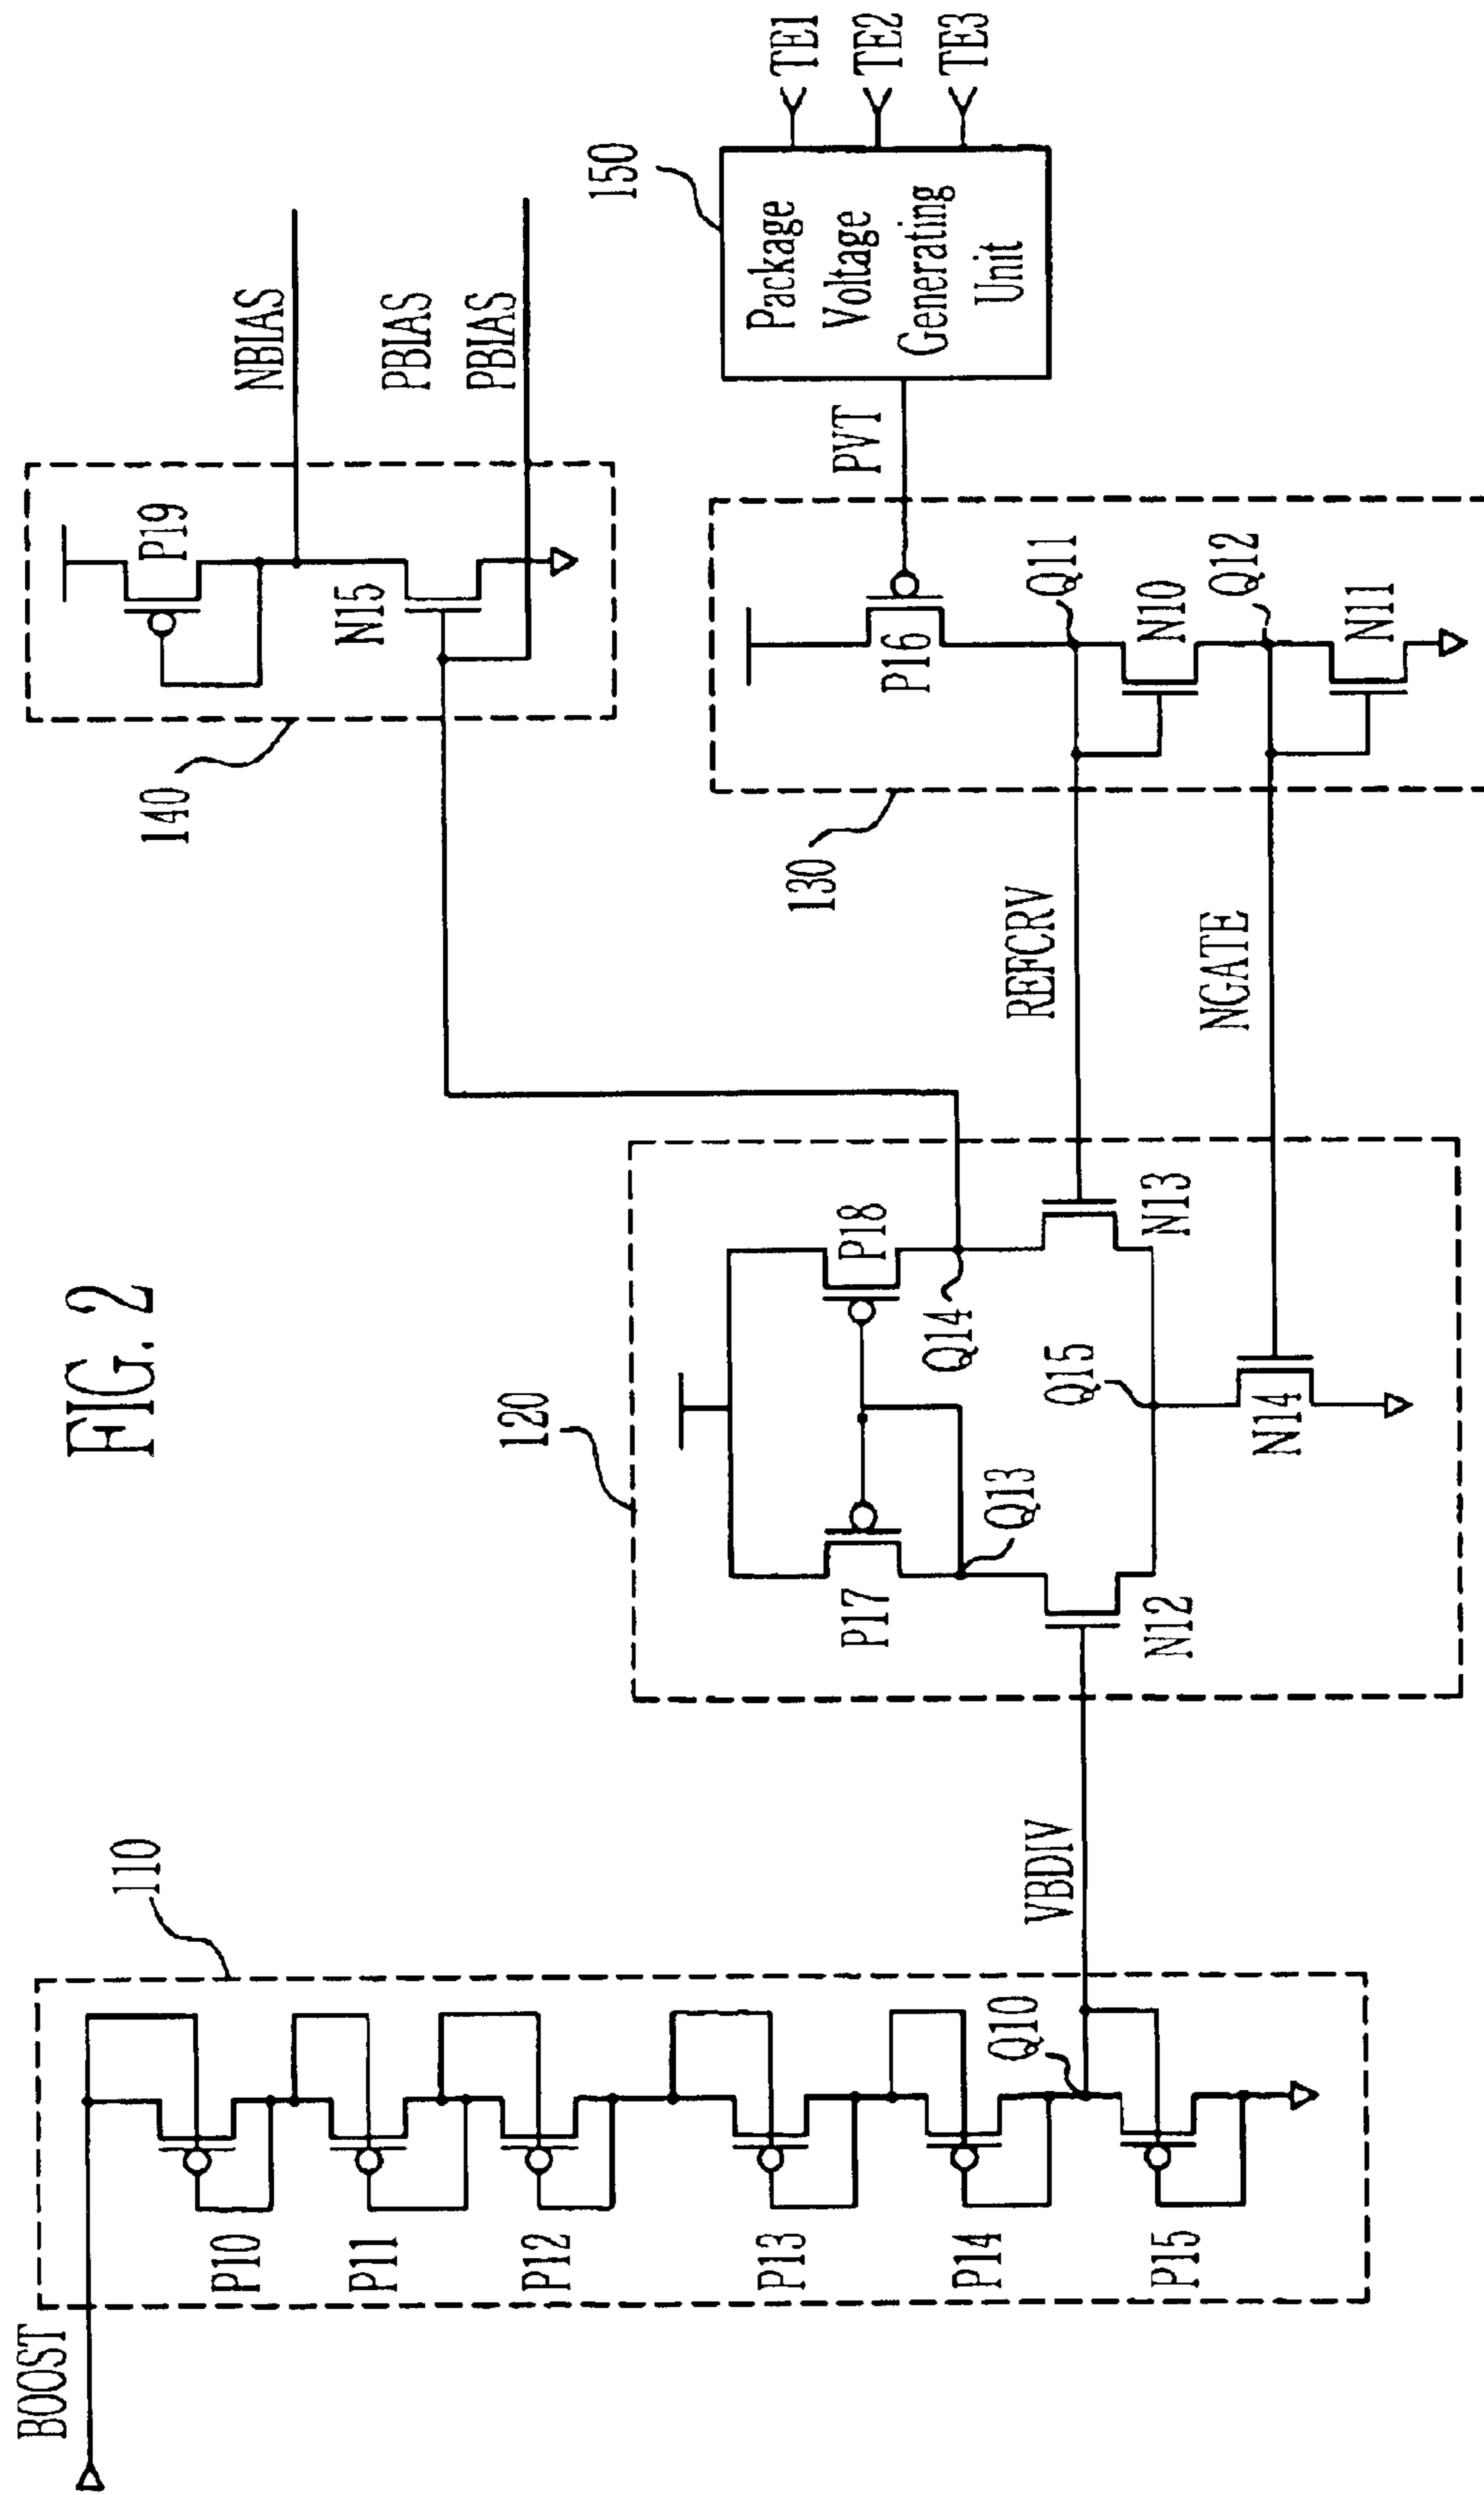 FIG. 2
BOOST
110
P10
P11
P12
P13
P14
P15
Q10
VBDIV
120
P17
P18
Q13
Q14
Q15
N12
N13
N14
REFCRV
NGATE
130
P16
Q11
N10
Q12
N11
PVT
140
P19
N15
NBIAS
PBIAS
PBIAS
150
Package
Voltage
Generating
Unit
TE1
TE2
TE3